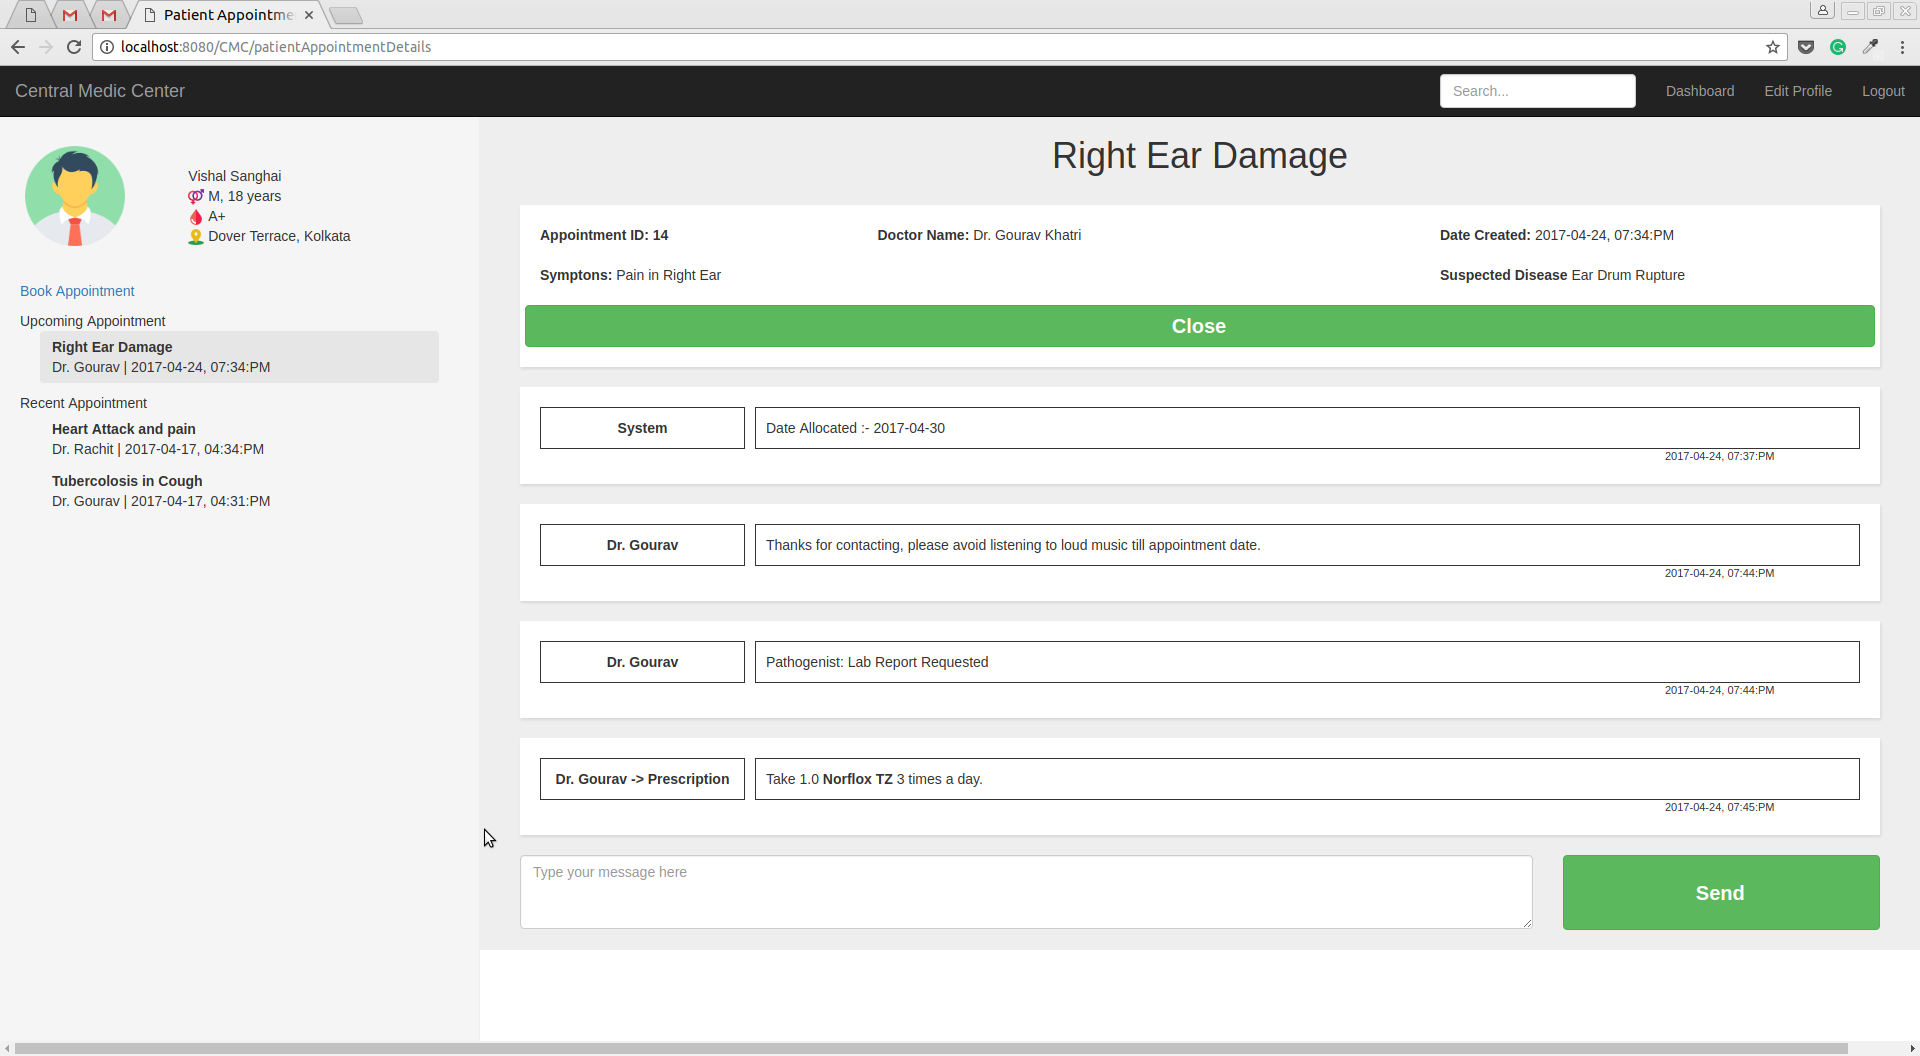 Patient Appointme
localhost:8080/CMC/patientAppointmentDetails
Central Medic Center
Search...
Dashboard
Edit Profile
Logout
Vishal Sanghai
M, 18 years
A+
Dover Terrace, Kolkata
Book Appointment
Upcoming Appointment
Right Ear Damage
Dr. Gourav | 2017-04-24, 07:34:PM
Recent Appointment
Heart Attack and pain
Dr. Rachit | 2017-04-17, 04:34:PM
Tubercolosis in Cough
Dr. Gourav | 2017-04-17, 04:31:PM
Right Ear Damage
Appointment ID: 14
Doctor Name: Dr. Gourav Khatri
Date Created: 2017-04-24, 07:34:PM
Symptons: Pain in Right Ear
Suspected Disease Ear Drum Rupture
Close
System
Date Allocated :- 2017-04-30
2017-04-24, 07:37:PM
Dr. Gourav
Thanks for contacting, please avoid listening to loud music till appointment date.
2017-04-24, 07:44:PM
Dr. Gourav
Pathogenist: Lab Report Requested
2017-04-24, 07:44:PM
Dr. Gourav -> Prescription
Take 1.0 Norflox TZ 3 times a day.
2017-04-24, 07:45:PM
Type your message here
Send